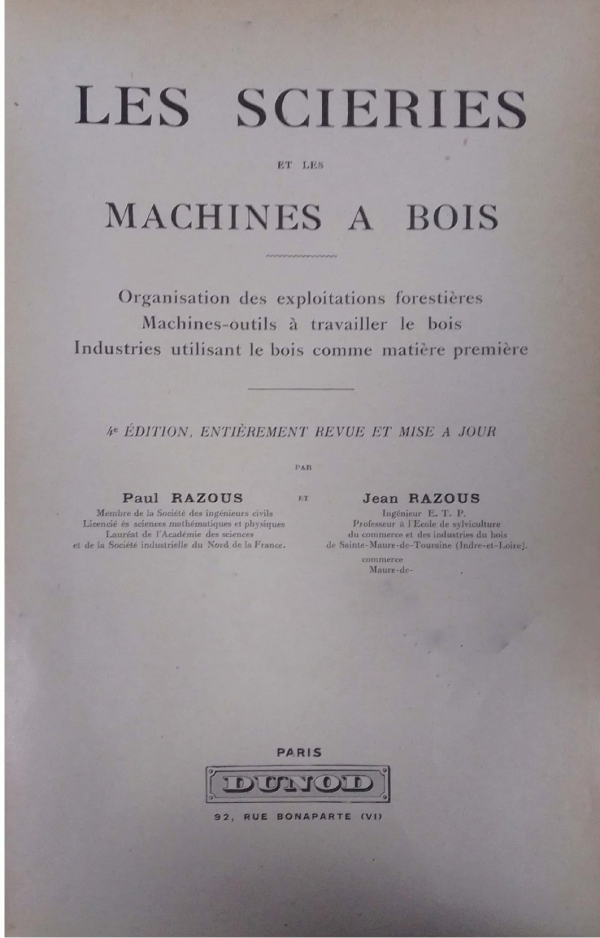 LES SCIERIES
ET LES
MACHINES A BOIS
Organisation des exploitations forestières
Machines-outils à travailler le bois
Industries utilisant le bois comme matière première
4e ÉDITION, ENTIÈREMENT REVUE ET MISE A JOUR
PAR
Paul RAZOUS
Membre de la Société des ingénieurs civils
Licencié ès sciences mathématiques et physiques
Lauréat de l'Académie des sciences
et de la Société industrielle du Nord de la France.
ET
Jean RAZOUS
Ingénieur E. T. P.
Professeur à l'Ecole de sylviculture
du commerce et des industries du bois
de Sainte-Maure-de-Touraine (Indre-et-Loire).
commerce
Maure-de-
PARIS
DUNOD
92, RUE BONAPARTE (VI)